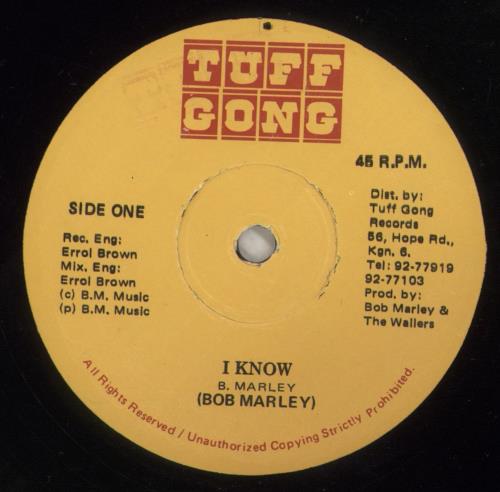 TUFF
GONG
45 R.P.M.
SIDE ONE
Rec. Eng:
Errol Brown
Mix. Eng:
Errol Brown
(c) B.M. Music
(p) B.M. Music
Dist. by:
Tuff Gong
Records
56, Hope Rd.,
Kgn. 6.
Tel: 92-77919
92-77103
Prod. by:
Bob Marley &
The Wailers
I KNOW
B. MARLEY
(BOB MARLEY)
All Rights Reserved / Unauthorized Copying Strictly Prohibited.